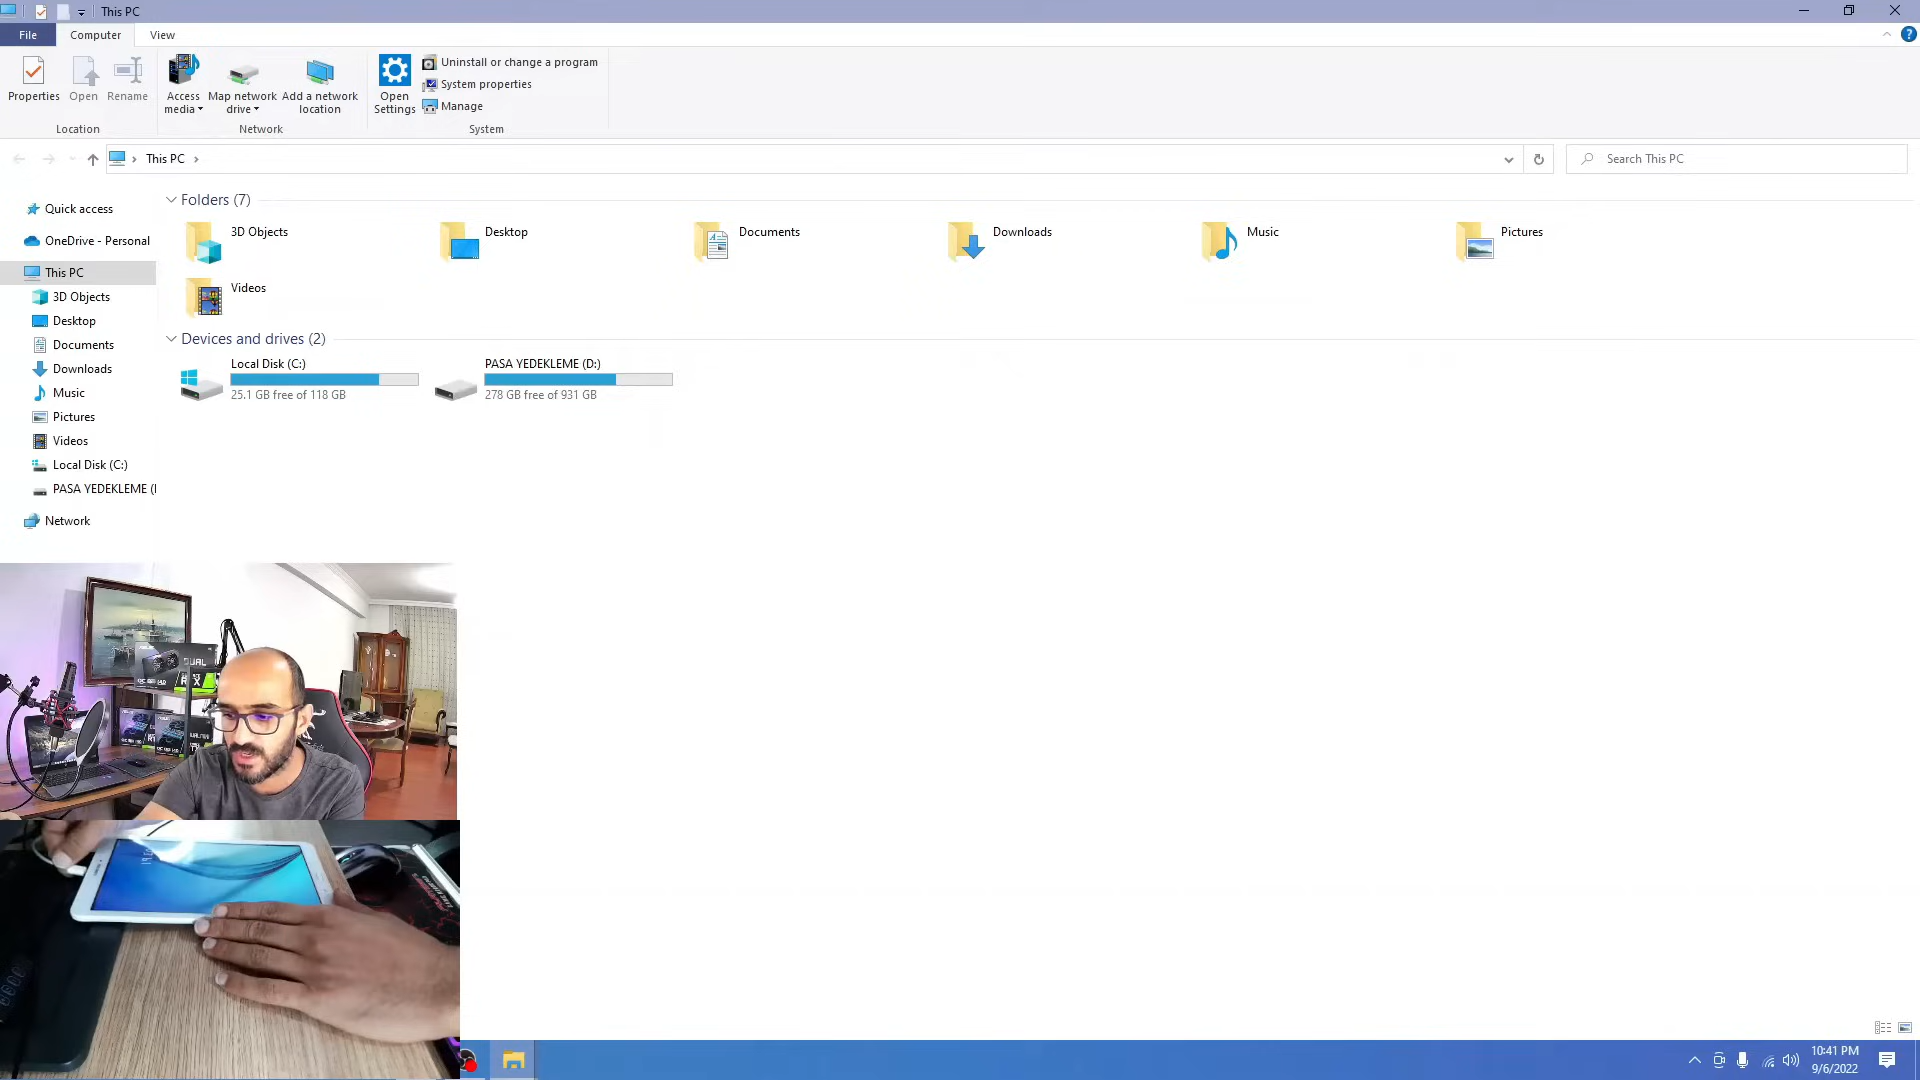 This PC
File
Computer
View
Properties
Open
Rename
Access media
Map network drive
Add a network location
Open Settings
Uninstall or change a program
System properties
Manage
Location
Network
System
This PC
Search This PC
Quick access
OneDrive - Personal
This PC
3D Objects
Desktop
Documents
Downloads
Music
Pictures
Videos
Local Disk (C:)
PASA YEDEKLEME (
Network
Folders (7)
3D Objects
Desktop
Documents
Downloads
Music
Pictures
Videos
Devices and drives (2)
Local Disk (C:)
25.1 GB free of 118 GB
PASA YEDEKLEME (D:)
278 GB free of 931 GB
DUAL
10:41 PM
9/6/2022